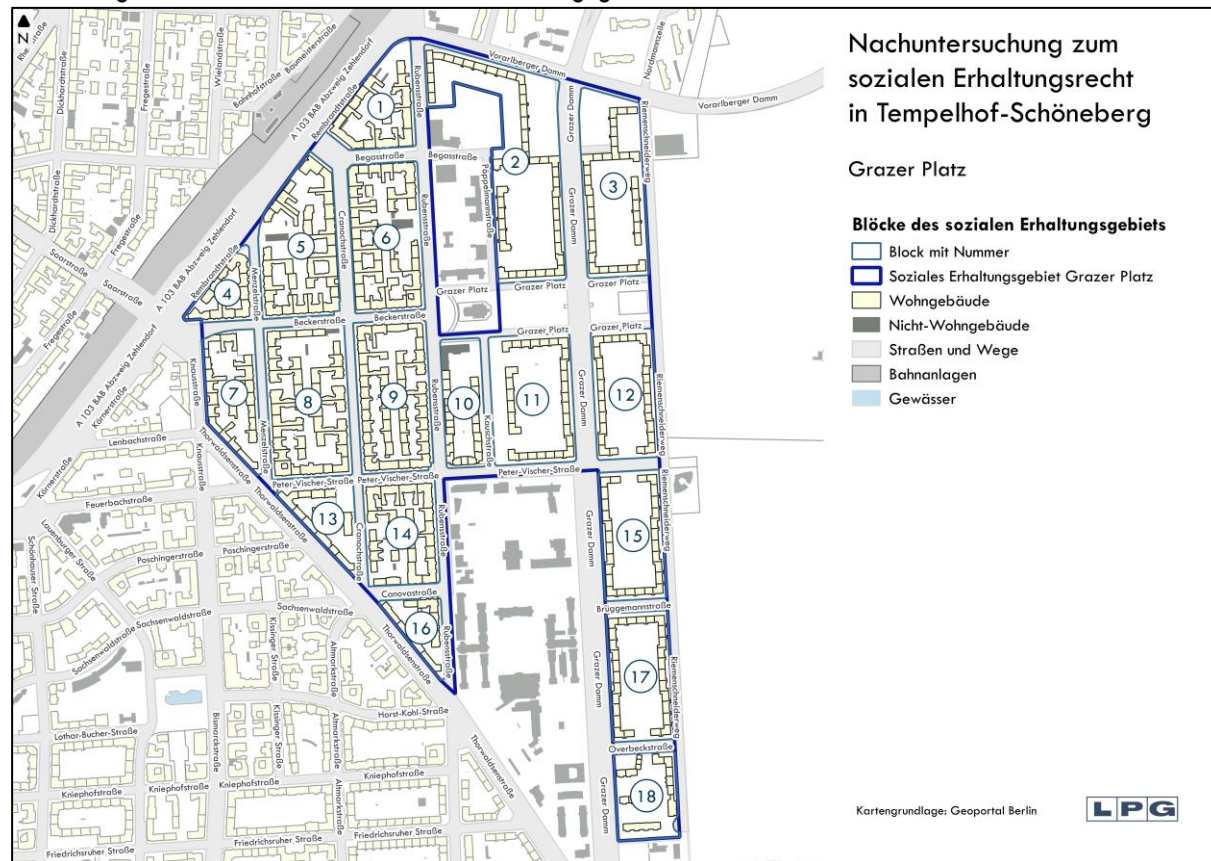 Nachuntersuchung zum
sozialen Erhaltungsrecht
in Tempelhof-Schöneberg
Grazer Platz
Blöcke des sozialen Erhaltungsgebiets
Block mit Nummer
Soziales Erhaltungsgebiet Grazer Platz
Wohngebäude
Nicht-Wohngebäude
Straßen und Wege
Bahnanlagen
Gewässer
Kartengrundlage: Geoportal Berlin
LPG
N
Dickhardtstraße
Fregestraße
Wielandstraße
Bahnhofstraße
Baumeisterstraße
A 103 BAB Abzweig Zehlendorf
Rembrandtstraße
Rubensstraße
Vorarlberger Damm
Nordmannzeile
Vorarlberger Damm
Grazer Damm
Riemenschneiderweg
1
Begasstraße
Begasstraße
2
Pöppelmannstraße
3
Dickhardtstraße
Fregestraße
Saarstraße
Saarstraße
A 103 BAB Abzweig Zehlendorf
Rembrandtstraße
4
5
6
Cranachstraße
Menzelstraße
Rubensstraße
Grazer Damm
Grazer Platz
Grazer Platz
Grazer Platz
Beckerstraße
Beckerstraße
Grazer Platz
Grazer Platz
Fregestraße
A 103 BAB Abzweig Zehlendorf
Körnerstraße
Knausstraße
7
8
9
10
11
12
Menzelstraße
Rubensstraße
Kauschstraße
Grazer Damm
Riemenschneiderweg
Lenbachstraße
Körnerstraße
Knausstraße
Thorwaldsenstraße
Peter-Vischer-Straße
Peter-Vischer-Straße
Peter-Vischer-Straße
Feuerbachstraße
Thorwaldsenstraße
13
14
15
Cranachstraße
Rubensstraße
Grazer Damm
Riemenschneiderweg
Lauenburger Straße
Schönhauser Straße
Poschingerstraße
Poschingerstraße
Canovastraße
Brüggemannstraße
Sachsenwaldstraße
Sachsenwaldstraße
Sachsenwaldstraße
Kissinger Straße
Altmarkstraße
Thorwaldsenstraße
16
Rubensstraße
17
Grazer Damm
Riemenschneiderweg
Horst-Kohl-Straße
Lothar-Bucher-Straße
Bismarckstraße
Kissinger Straße
Altmarkstraße
Thorwaldsenstraße
Overbeckstraße
Kniephofstraße
Kniephofstraße
Kniephofstraße
Kniephofstraße
Altmarkstraße
Grazer Damm
18
Friedrichsruher Straße
Friedrichsruher Straße
Friedrichsruher Straße